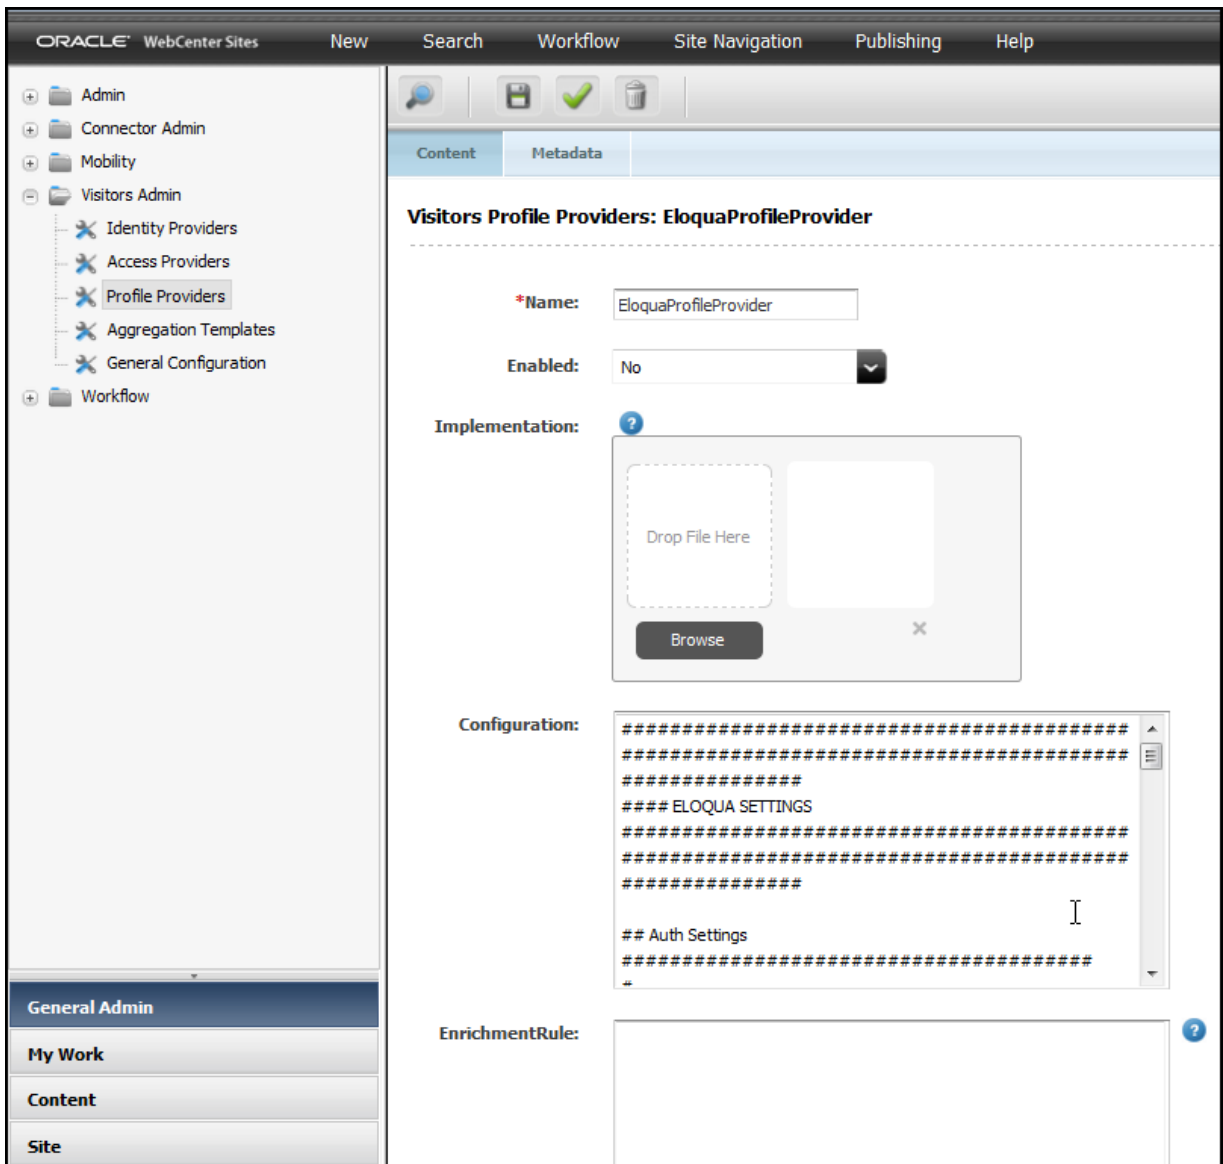 ORACLE WebCenter Sites New Search Workflow Site Navigation Publishing Help
Admin
Connector Admin
Mobility
Visitors Admin
Identity Providers
Access Providers
Profile Providers
Aggregation Templates
General Configuration
Workflow
General Admin
My Work
Content
Site
Content Metadata
Visitors Profile Providers: EloquaProfileProvider
*Name: EloquaProfileProvider
Enabled: No
Implementation: ?
Drop File Here
Browse
Configuration:
##########################################
##########################################
###############
#### ELOQUA SETTINGS
##########################################
##########################################
###############
## Auth Settings
#######################################
#
EnrichmentRule: ?